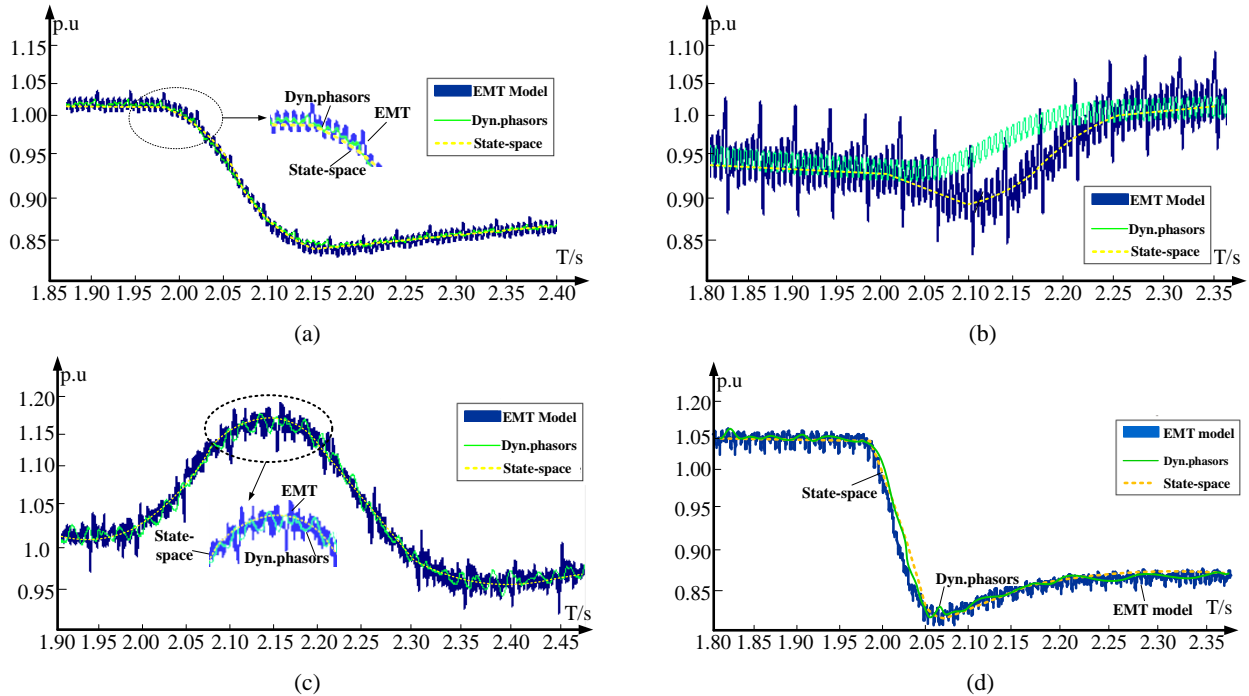 p.u
1.15
1.05
1.00
0.95
0.90
0.85
Dyn.phasors
EMT
State-space
EMT Model
Dyn.phasors
State-space
T/s
1.85 1.90 1.95 2.00 2.05 2.10 2.15 2.20 2.25 2.30 2.35 2.40
(a)
p.u
1.10
1.05
1.00
0.95
0.90
0.85
EMT Model
Dyn.phasors
State-space
T/s
1.80 1.85 1.90 1.95 2.00 2.05 2.10 2.15 2.20 2.25 2.30 2.35
(b)
p.u
1.20
1.15
1.10
1.05
1.0
0.95
EMT Model
Dyn.phasors
State-space
EMT
State-
space
Dyn.phasors
T/s
1.90 1.95 2.00 2.05 2.10 2.15 2.20 2.25 2.30 2.35 2.40 2.45
(c)
p.u
1.20
1.05
1.00
0.90
0.85
EMT model
Dyn.phasors
State-space
State-space
Dyn.phasors
EMT model
T/s
1.80 1.85 1.90 1.95 2.00 2.05 2.10 2.15 2.20 2.25 2.30 2.35
(d)